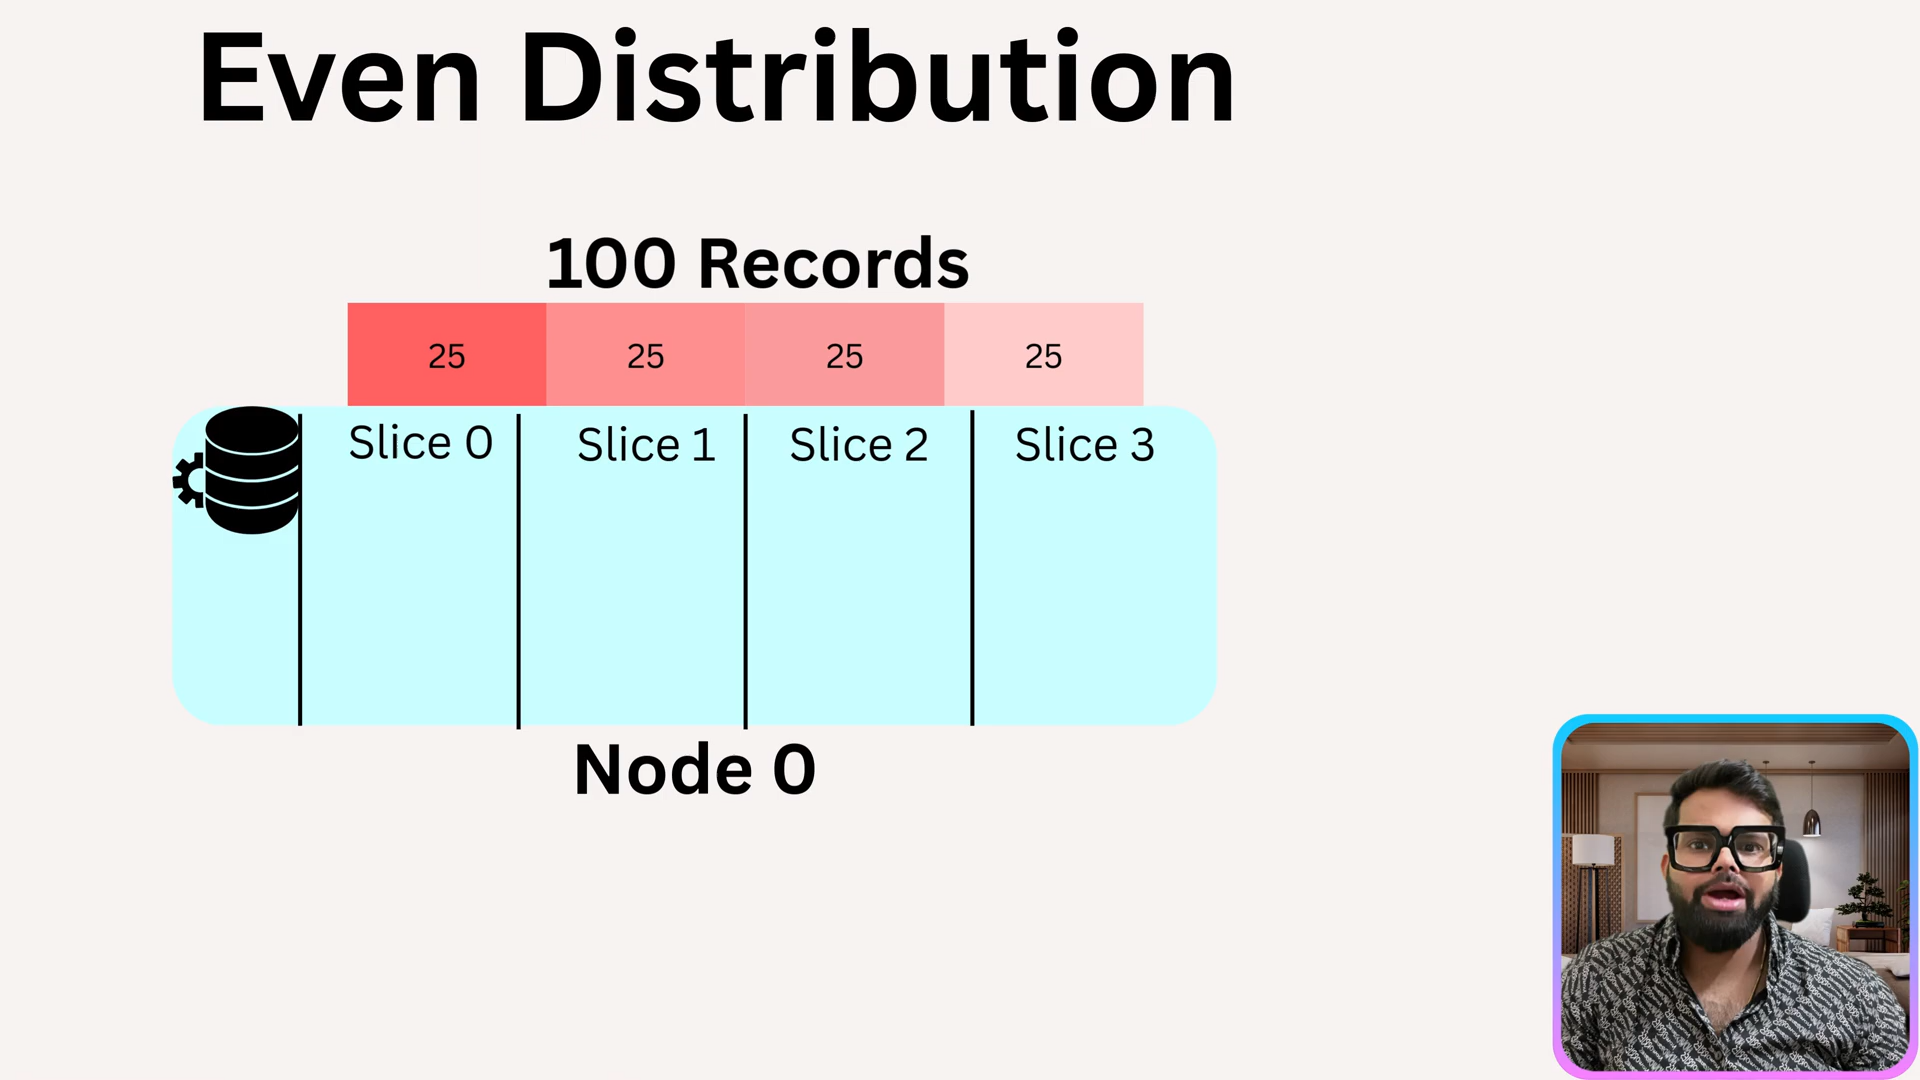 Even Distribution
100 Records
25 25 25 25
Slice 0 Slice 1 Slice 2 Slice 3
Node 0